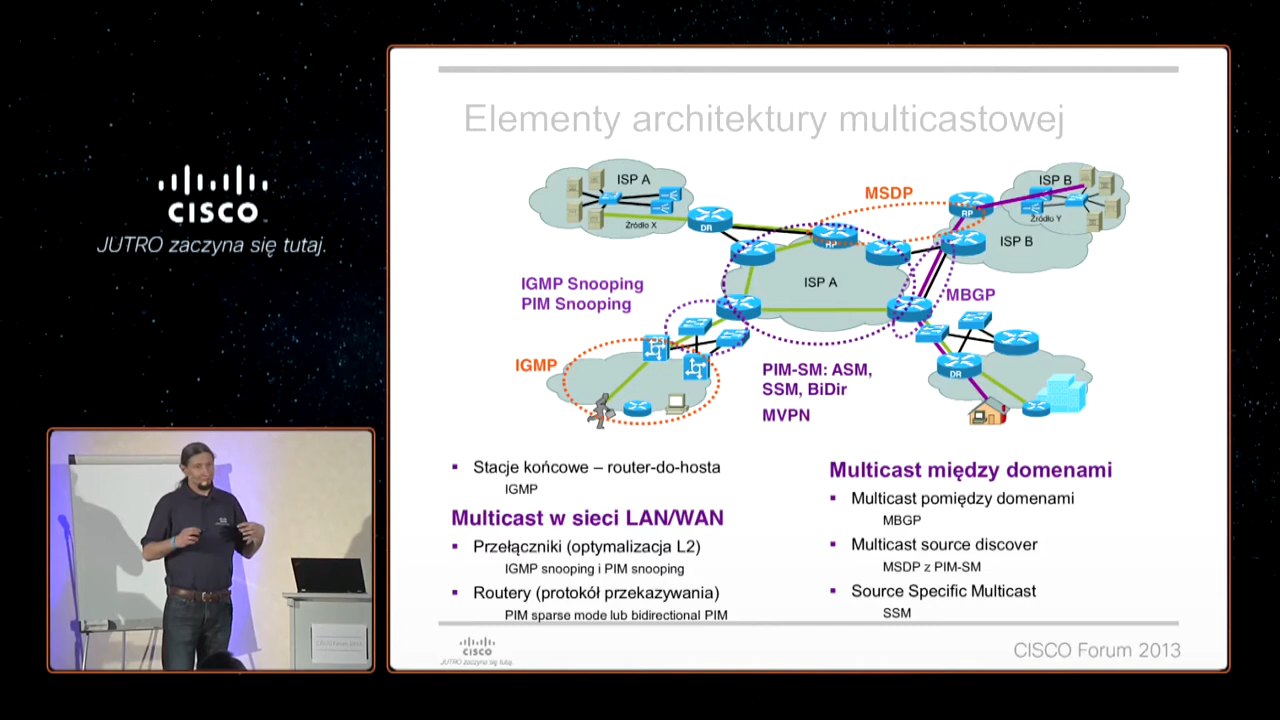 CISCO
JUTRO zaczyna się tutaj.
Elementy architektury multicastowej
ISP A
Źródło X
DR
MSDP
RP
RP
ISP B
Źródło Y
ISP B
IGMP Snooping
PIM Snooping
ISP A
MBGP
IGMP
PIM-SM: ASM,
SSM, BiDir
MVPN
DR
Stacje końcowe – router-do-hosta
IGMP
Multicast w sieci LAN/WAN
Przełączniki (optymalizacja L2)
IGMP snooping i PIM snooping
Routery (protokół przekazywania)
PIM sparse mode lub bidirectional PIM
Multicast między domenami
Multicast pomiędzy domenami
MBGP
Multicast source discover
MSDP z PIM-SM
Source Specific Multicast
SSM
CISCO
JUTRO zaczyna się tutaj.
CISCO Forum 2013
CISCO Forum 2013